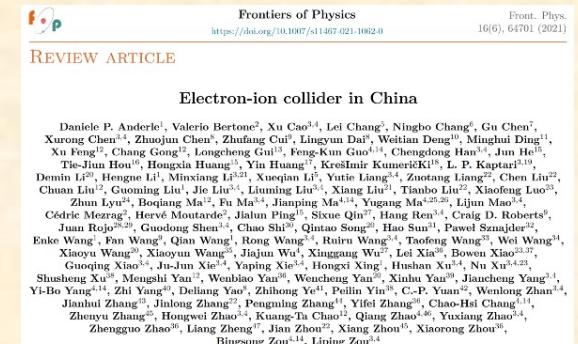 Frontiers of Physics
https://doi.org/10.1007/s11467-021-1062-0
Front. Phys.
16(6), 64701 (2021)
REVIEW ARTICLE
Electron-ion collider in China
Daniele P. Anderle¹, Valerio Bertone², Xu Cao³,⁴, Lei Chang⁵, Ningbo Chang⁶, Gu Chen⁷,
Xurong Chen³,⁴, Zhuojun Chen⁸, Zhufang Cui⁹, Lingyun Dai⁸, Weitian Deng¹⁰, Minghui Ding¹¹,
Xu Feng¹², Chang Gong¹², Longcheng Gui¹³, Feng-Kun Guo⁴,¹⁴, Chengdong Han³,⁴, Jun He¹⁵,
Tie-Jiun Hou¹⁶, Hongxia Huang¹⁵, Yin Huang¹⁷, Krešimir Kumerički¹⁸, L. P. Kaptari³,¹⁹,
Demin Li²⁰, Hengne Li¹, Minxiang Li³,²¹, Xueqian Li⁵, Yutie Liang³,⁴, Zuotang Liang²², Chen Liu²²,
Chuan Liu¹², Guoming Liu¹, Jie Liu³,⁴, Liuming Liu³,⁴, Xiang Liu²¹, Tianbo Liu²², Xiaofeng Luo²³,
Zhun Lyu²⁴, Boqiang Ma¹², Fu Ma³,⁴, Jianping Ma⁴,¹⁴, Yugang Ma⁴,²⁵,²⁶, Lijun Mao³,⁴,
Cédric Mezrag², Hervé Moutarde², Jialun Ping¹⁵, Sixue Qin²⁷, Hang Ren³,⁴, Craig D. Roberts⁹,
Juan Rojo²⁸,²⁹, Guodong Shen³,⁴, Chao Shi³⁰, Qintao Song²⁰, Hao Sun³¹, Paweł Sznajder³²,
Enke Wang¹, Fan Wang⁹, Qian Wang¹, Rong Wang³,⁴, Ruiru Wang³,⁴, Taofeng Wang³³, Wei Wang³⁴,
Xiaoyu Wang²⁰, Xiaoyun Wang³⁵, Jiajun Wu⁴, Xinggang Wu²⁷, Lei Xia³⁶, Bowen Xiao²³,³⁷,
Guoqing Xiao³,⁴, Ju-Jun Xie³,⁴, Yaping Xie³,⁴, Hongxi Xing¹, Hushan Xu³,⁴, Nu Xu³,⁴,²³,
Shusheng Xu³⁸, Mengshi Yan¹², Wenbiao Yan³⁶, Wencheng Yan²⁰, Xinhu Yan³⁹, Jiancheng Yang³,⁴,
Yi-Bo Yang⁴,¹⁴, Zhi Yang⁴⁰, Deliang Yao⁸, Zhihong Ye⁴¹, Peilin Yin³⁸, C.-P. Yuan⁴², Wenlong Zhan³,⁴,
Jianhui Zhang⁴³, Jinlong Zhang²², Pengming Zhang⁴⁴, Yifei Zhang³⁶, Chao-Hsi Chang⁴,¹⁴,
Zhenyu Zhang⁴⁵, Hongwei Zhao³,⁴, Kuang-Ta Chao¹², Qiang Zhao⁴,⁴⁶, Yuxiang Zhao³,⁴,
Zhengguo Zhao³⁶, Liang Zheng⁴⁷, Jian Zhou²², Xiang Zhou⁴⁵, Xiaorong Zhou³⁶,
Bingsong Zou⁴,¹⁴, Liping Zou³,⁴